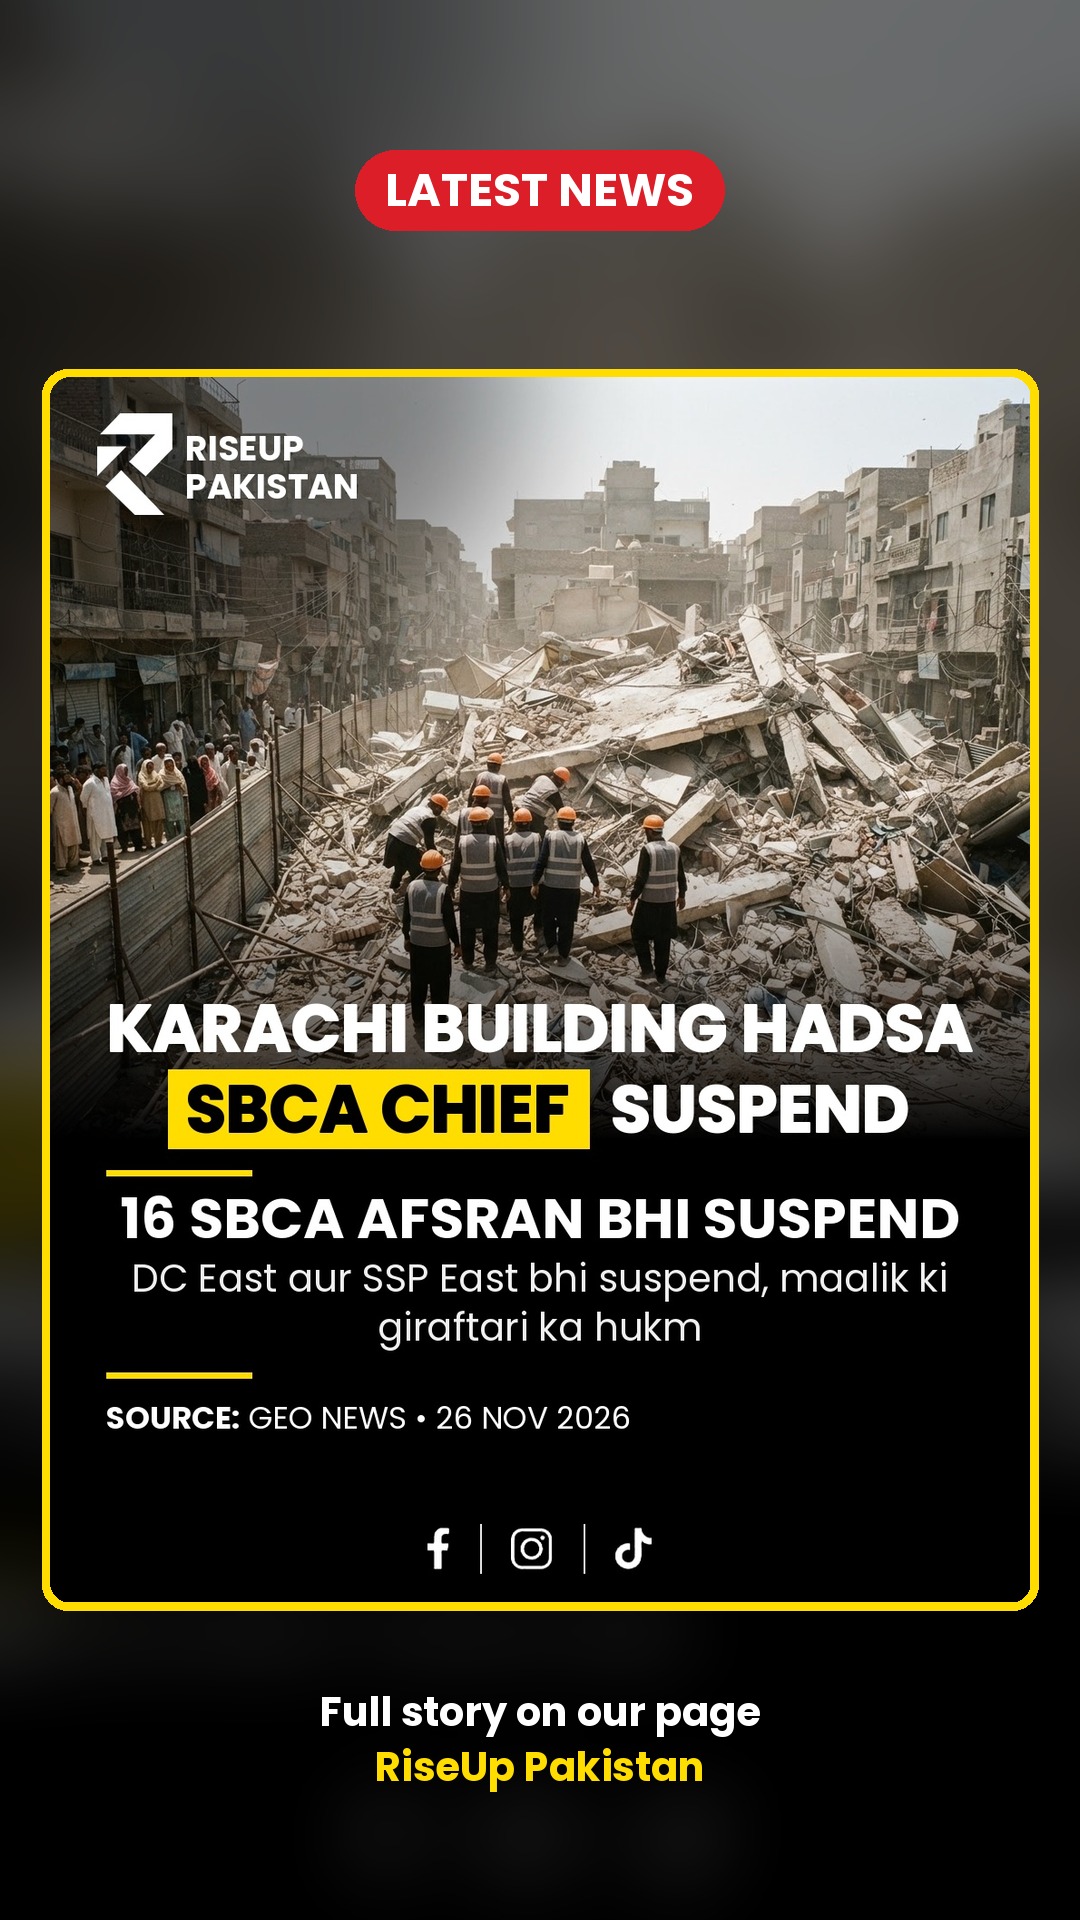 LATEST NEWS
RISEUP
PAKISTAN
KARACHI BUILDING HADSA
SBCA CHIEF SUSPEND
16 SBCA AFSRAN BHI SUSPEND
DC East aur SSP East bhi suspend, maalik ki
giraftari ka hukm
SOURCE: GEO NEWS • 26 NOV 2026
Full story on our page
RiseUp Pakistan